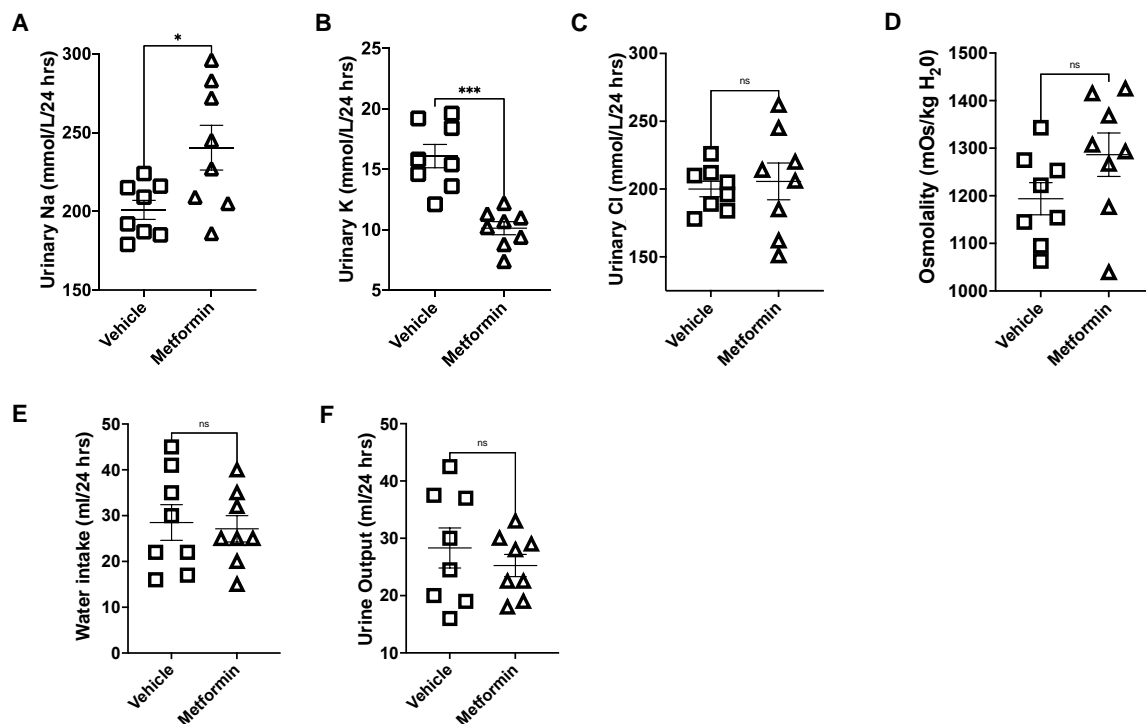 A
Urinary Na (mmol/L/24 hrs)
300
250
200
150
*
Vehicle
Metformin
B
Urinary K (mmol/L/24 hrs)
25
20
15
10
5
***
Vehicle
Metformin
C
Urinary Cl (mmol/L/24 hrs)
300
250
200
150
ns
Vehicle
Metformin
D
Osmolality (mOs/kg H₂0)
1500
1400
1300
1200
1100
1000
ns
Vehicle
Metformin
E
Water intake (ml/24 hrs)
50
40
30
20
10
0
ns
Vehicle
Metformin
F
Urine Output (ml/24 hrs)
50
40
30
20
10
ns
Vehicle
Metformin